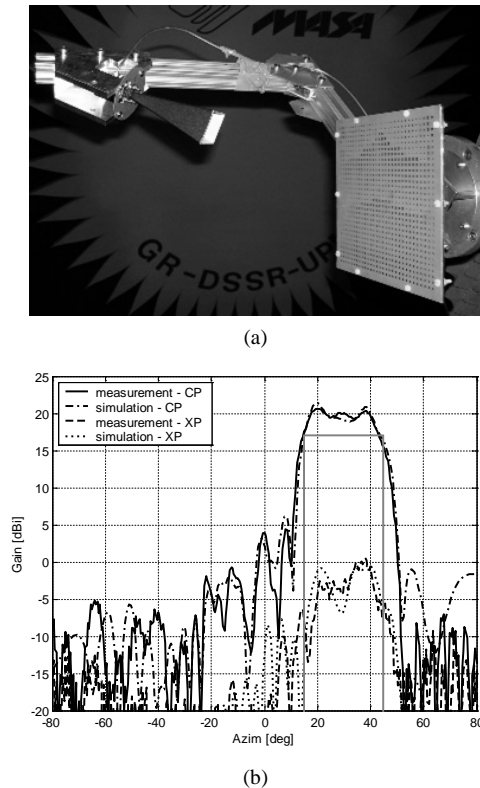 MASA
GR-DSSR-UP
(a)
25
20
15
10
5
0
-5
-10
-15
-20
Gain [dBi]
measurement - CP
simulation - CP
measurement - XP
simulation - XP
-80 -60 -40 -20 0 20 40 60 80
Azim [deg]
(b)